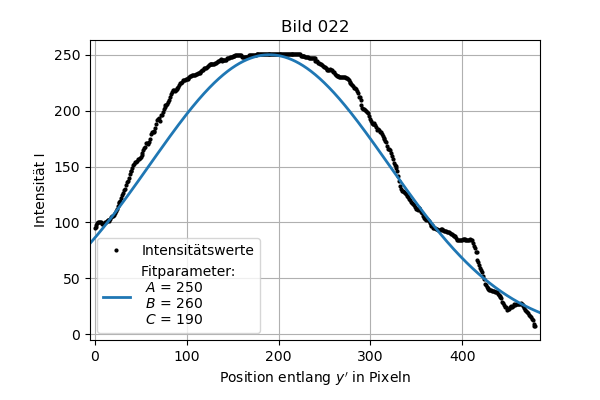 Bild 022
Intensität I
250
200
150
100
50
0
Intensitätswerte
Fitparameter:
A = 250
B = 260
C = 190
0 100 200 300 400
Position entlang y′ in Pixeln